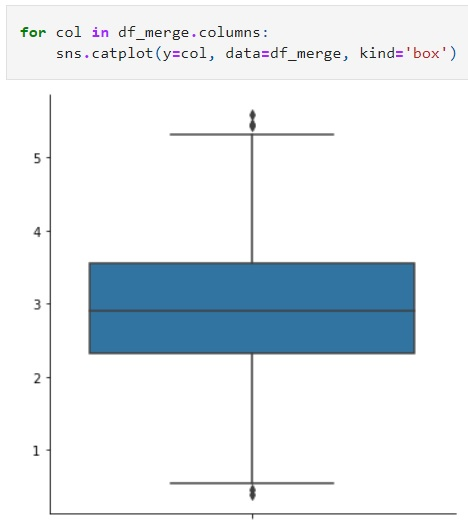 for col in df_merge.columns:
    sns.catplot(y=col, data=df_merge, kind='box')
5
4
3
2
1